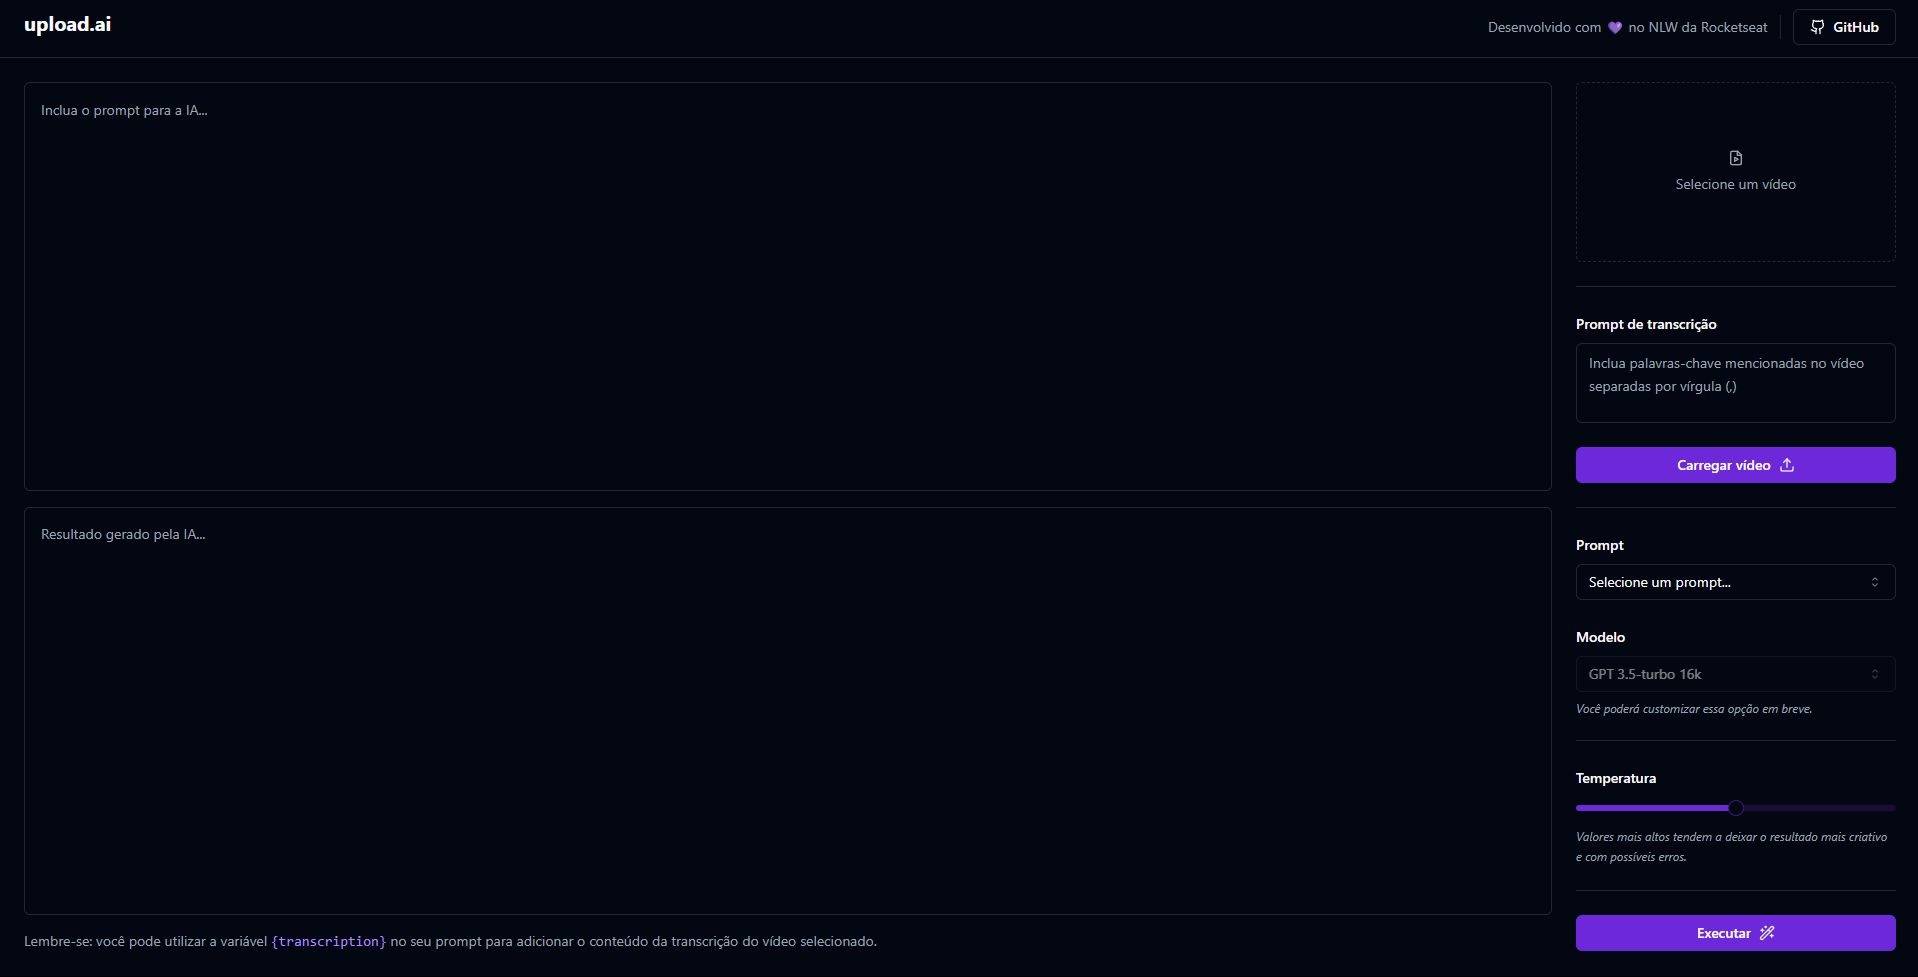 upload.ai
Desenvolvido com 💜 no NLW da Rocketseat
GitHub
Inclua o prompt para a IA...
Resultado gerado pela IA...
Lembre-se: você pode utilizar a variável {transcription} no seu prompt para adicionar o conteúdo da transcrição do vídeo selecionado.
Selecione um vídeo
Prompt de transcrição
Inclua palavras-chave mencionadas no vídeo
separadas por vírgula (,)
Carregar vídeo
Prompt
Selecione um prompt...
Modelo
GPT 3.5-turbo 16k
Você poderá customizar essa opção em breve.
Temperatura
Valores mais altos tendem a deixar o resultado mais criativo
e com possíveis erros.
Executar